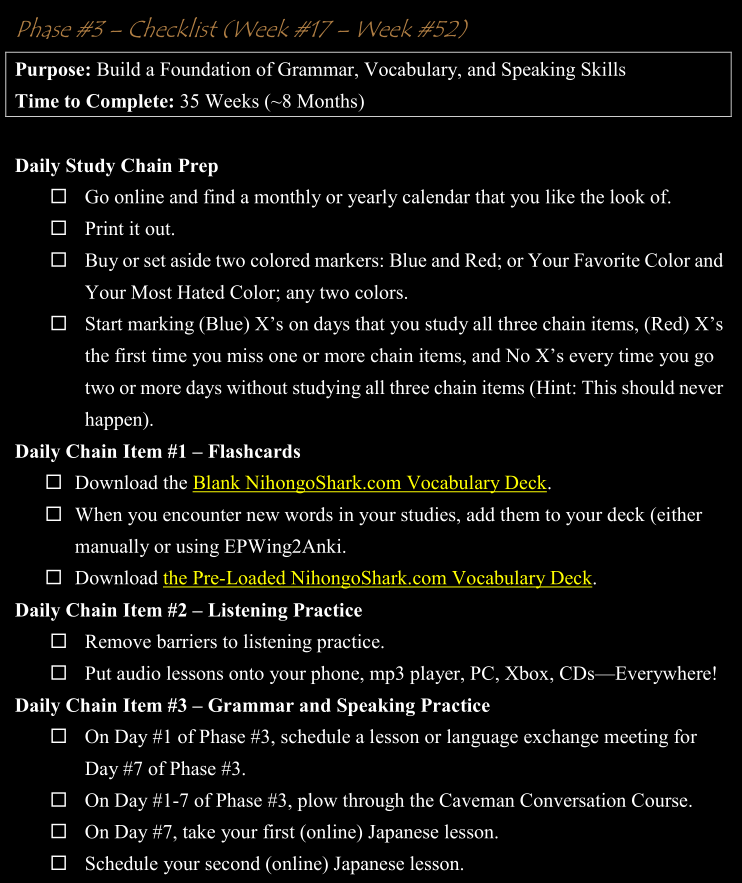 Phase #3 – Checklist (Week #17 – Week #52)
Purpose: Build a Foundation of Grammar, Vocabulary, and Speaking Skills
Time to Complete: 35 Weeks (~8 Months)
Daily Study Chain Prep
☐ Go online and find a monthly or yearly calendar that you like the look of.
☐ Print it out.
☐ Buy or set aside two colored markers: Blue and Red; or Your Favorite Color and
Your Most Hated Color; any two colors.
☐ Start marking (Blue) X’s on days that you study all three chain items, (Red) X’s
the first time you miss one or more chain items, and No X’s every time you go
two or more days without studying all three chain items (Hint: This should never
happen).
Daily Chain Item #1 – Flashcards
☐ Download the Blank NihongoShark.com Vocabulary Deck.
☐ When you encounter new words in your studies, add them to your deck (either
manually or using EPWing2Anki.
☐ Download the Pre-Loaded NihongoShark.com Vocabulary Deck.
Daily Chain Item #2 – Listening Practice
☐ Remove barriers to listening practice.
☐ Put audio lessons onto your phone, mp3 player, PC, Xbox, CDs—Everywhere!
Daily Chain Item #3 – Grammar and Speaking Practice
☐ On Day #1 of Phase #3, schedule a lesson or language exchange meeting for
Day #7 of Phase #3.
☐ On Day #1-7 of Phase #3, plow through the Caveman Conversation Course.
☐ On Day #7, take your first (online) Japanese lesson.
☐ Schedule your second (online) Japanese lesson.